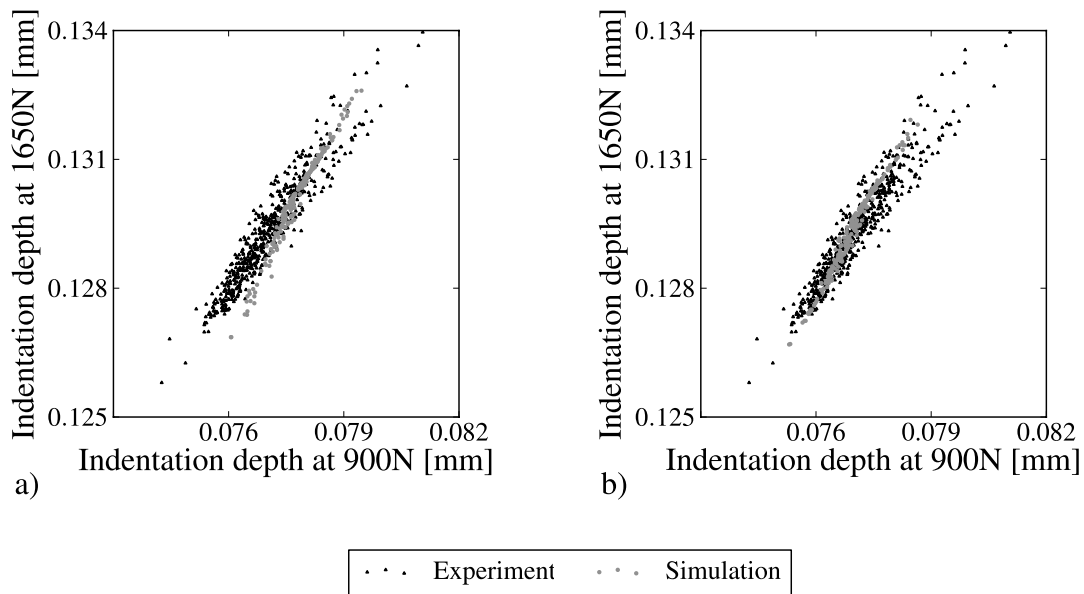 Indentation depth at 1650N [mm]
0.134
0.131
0.128
0.125
0.076 0.079 0.082
Indentation depth at 900N [mm]
a)
Indentation depth at 1650N [mm]
0.134
0.131
0.128
0.125
0.076 0.079 0.082
Indentation depth at 900N [mm]
b)
Experiment Simulation